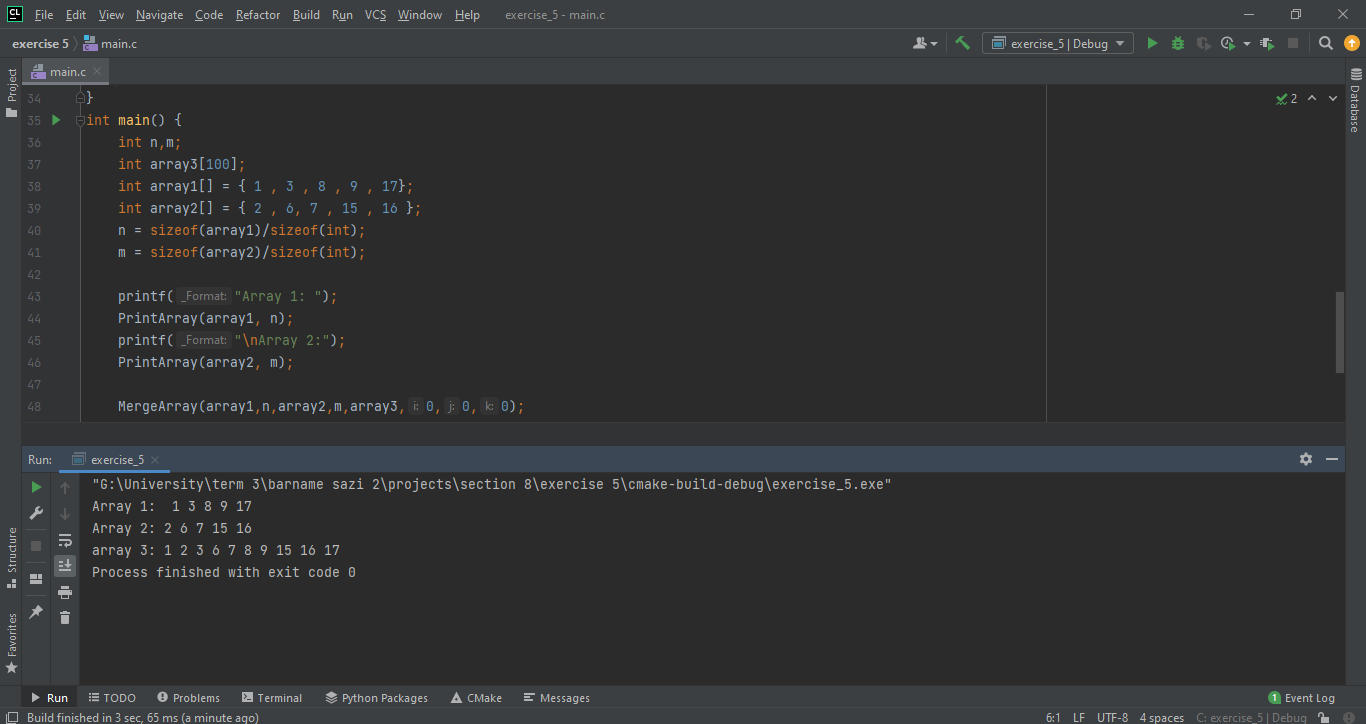 CL File Edit View Navigate Code Refactor Build Run VCS Window Help exercise_5 - main.c
exercise 5 main.c exercise_5 | Debug
Project
main.c
Database
34 }
2
35 int main() {
36 int n,m;
37 int array3[100];
38 int array1[] = { 1 , 3 , 8 , 9 , 17};
39 int array2[] = { 2 , 6, 7 , 15 , 16 };
40 n = sizeof(array1)/sizeof(int);
41 m = sizeof(array2)/sizeof(int);
42
43 printf( _Format: "Array 1: ");
44 PrintArray(array1, n);
45 printf( _Format: "\nArray 2:");
46 PrintArray(array2, m);
47
48 MergeArray(array1,n,array2,m,array3, i: 0, j: 0, k: 0);
Run: exercise_5
"G:\University\term 3\barname sazi 2\projects\section 8\exercise 5\cmake-build-debug\exercise_5.exe"
Array 1:  1 3 8 9 17
Array 2: 2 6 7 15 16
array 3: 1 2 3 6 7 8 9 15 16 17
Process finished with exit code 0
Structure
Favorites
Run TODO Problems Terminal Python Packages CMake Messages 1 Event Log
Build finished in 3 sec, 65 ms (a minute ago) 6:1 LF UTF-8 4 spaces C: exercise_5 | Debug